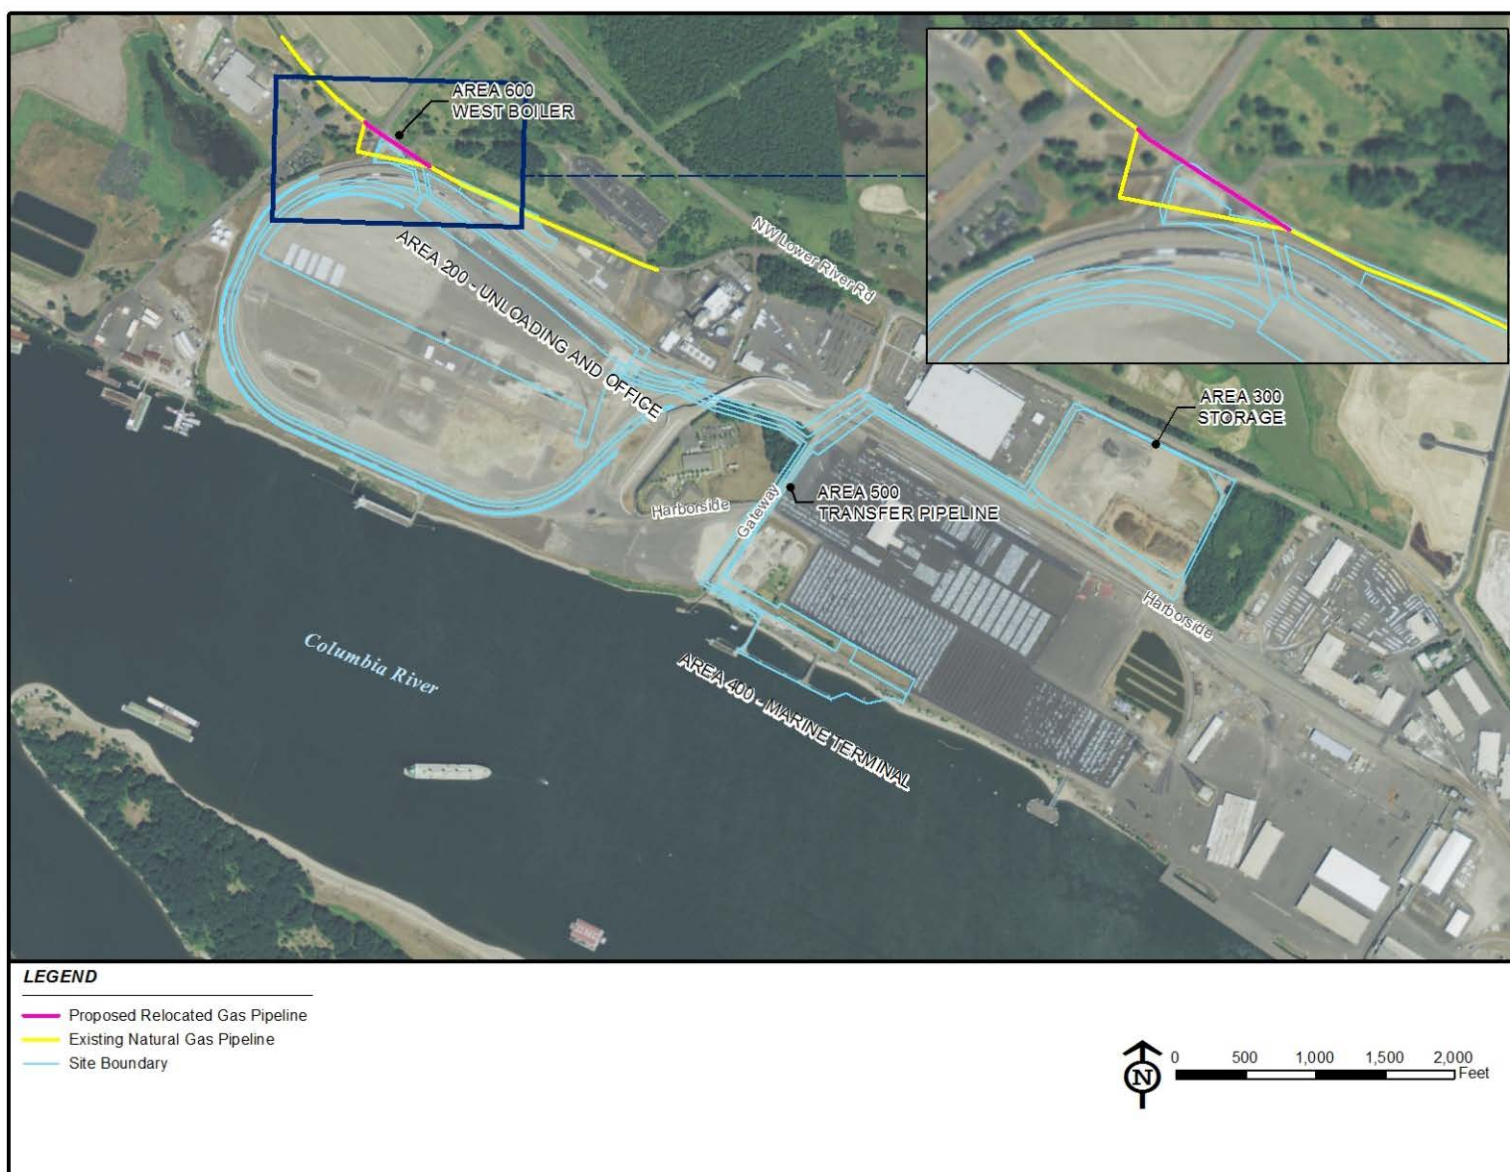 AREA 600
WEST BOILER
NW Lower River Rd
AREA 200 - UNLOADING AND OFFICE
AREA 300
STORAGE
AREA 500
TRANSFER PIPELINE
Harborside
Gateway
Harborside
Columbia River
AREA 400 - MARINE TERMINAL
LEGEND
Proposed Relocated Gas Pipeline
Existing Natural Gas Pipeline
Site Boundary
N
0 500 1,000 1,500 2,000
Feet